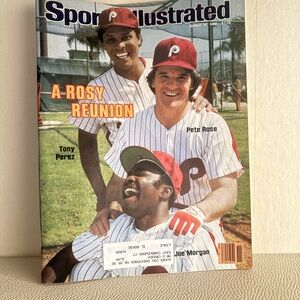 Sports Illustrated
A-ROSY
REUNION
Pete Rose
Tony
Perez
Joe Morgan